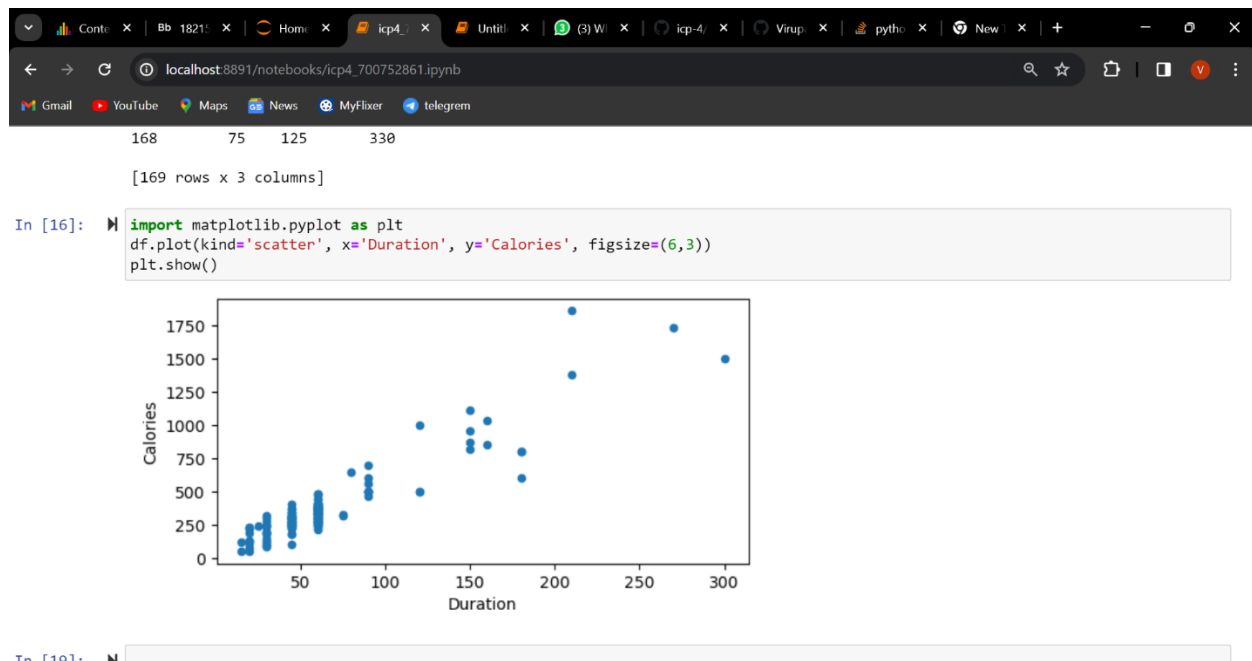 Conte Bb 1821 Home icp4_ Untitl (3) W icp-4/ Virup pytho New
localhost:8891/notebooks/icp4_700752861.ipynb
V
Gmail YouTube Maps News MyFlixer telegrem
168 75 125 330
[169 rows x 3 columns]
In [16]:
import matplotlib.pyplot as plt
df.plot(kind='scatter', x='Duration', y='Calories', figsize=(6,3))
plt.show()
1750
1500
1250
1000
750
500
250
0
Calories
50 100 150 200 250 300
Duration
In [19]: